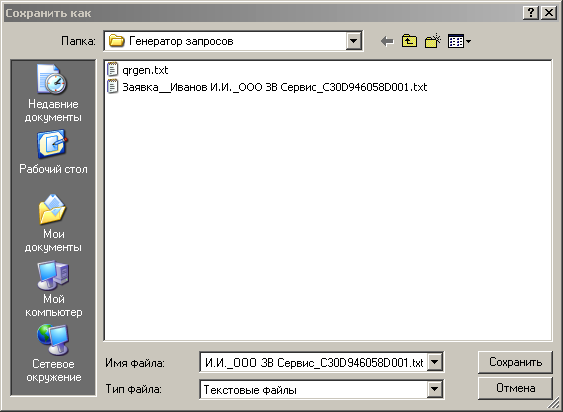 Сохранить как
Папка: Генератор запросов
qrgen.txt
Заявка__Иванов И.И._ООО ЗВ Сервис_C30D946058D001.txt
Недавние
документы
Рабочий стол
Мои
документы
Мой
компьютер
Сетевое
окружение
Имя файла: И.И._ООО ЗВ Сервис_C30D946058D001.txt
Сохранить
Тип файла: Текстовые файлы
Отмена